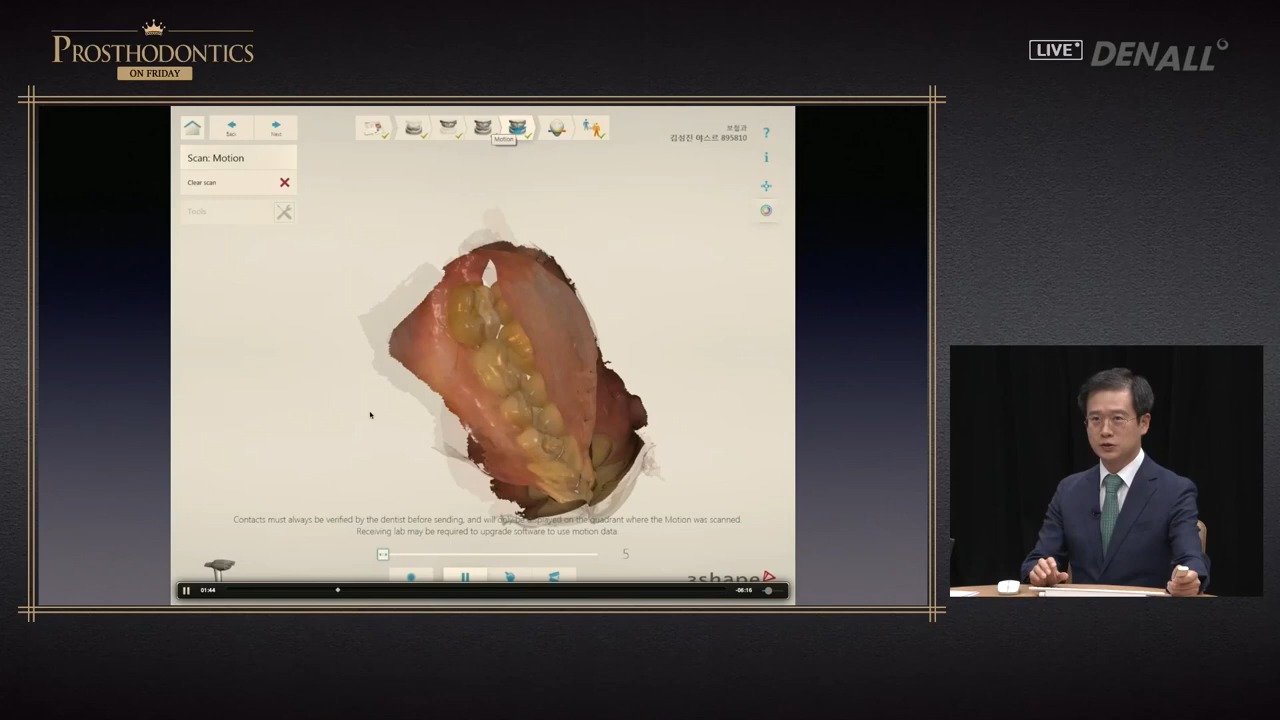 PROSTHODONTICS
ON FRIDAY
LIVE
DENALL
Back
Next
Motion
보철과
김성진 야스르 895810
?
i
Scan: Motion
Clear scan
Tools
Contacts must always be verified by the dentist before sending, and will only be displayed on the quadrant where the Motion was scanned.
Receiving lab may be required to upgrade software to use motion data.
5
3shape
01:44
-06:16